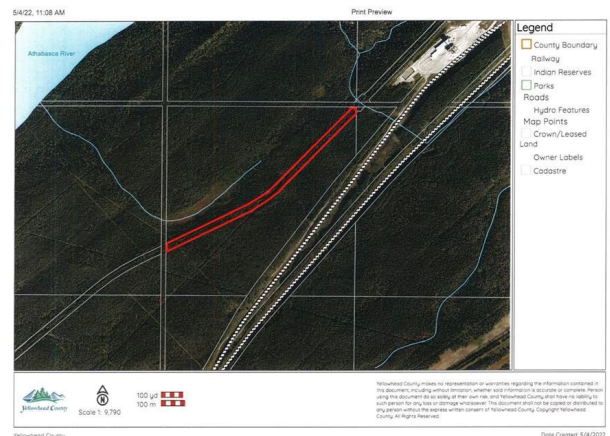 5/4/22, 11:08 AM
Print Preview
Athabasca River
Legend
County Boundary
Railway
Indian Reserves
Parks
Roads
Hydro Features
Map Points
Crown/Leased
Land
Owner Labels
Cadastre
Yellowhead County
N
Scale 1: 9,790
100 yd
100 m
Yellowhead County makes no representation or warranties regarding the information contained in
this document, including without limitation, whether said information is accurate or complete. Person
using this document do so solely at their own risk, and Yellowhead County shall have no liability to
such person for any loss or damage whatsoever. This document shall not be copied or distributed to
any person without the express written consent of Yellowhead County. Copyright Yellowhead
County. All Rights Reserved.
Yellowhead County
Date Created: 5/4/2022